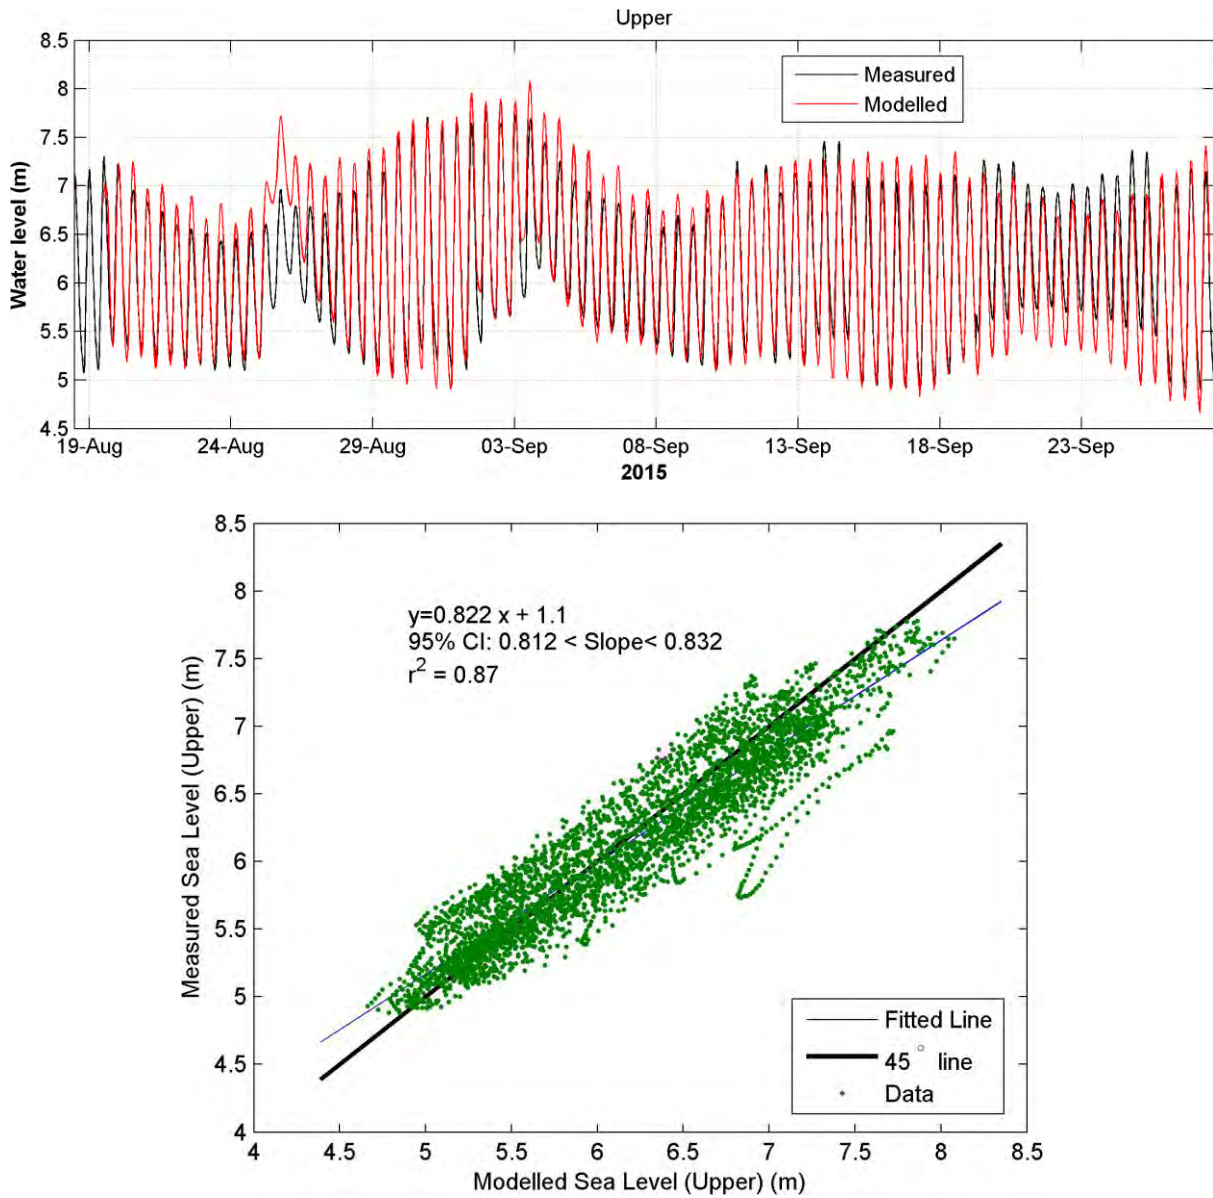 Upper
8.5
8
7.5
7
6.5
6
5.5
5
4.5
Water level (m)
Measured
Modelled
19-Aug 24-Aug 29-Aug 03-Sep 08-Sep 13-Sep 18-Sep 23-Sep
2015
8.5
8
7.5
7
6.5
6
5.5
5
4.5
4
Measured Sea Level (Upper) (m)
y=0.822 x + 1.1
95% CI: 0.812 < Slope< 0.832
r² = 0.87
Fitted Line
45° line
Data
4 4.5 5 5.5 6 6.5 7 7.5 8 8.5
Modelled Sea Level (Upper) (m)